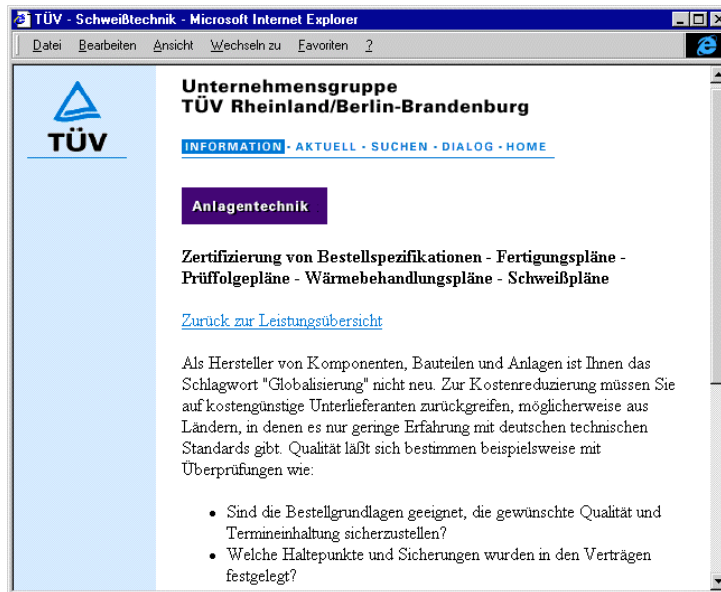 TÜV - Schweißtechnik - Microsoft Internet Explorer
Datei Bearbeiten Ansicht Wechseln zu Favoriten ?
TÜV
Unternehmensgruppe
TÜV Rheinland/Berlin-Brandenburg
INFORMATION - AKTUELL - SUCHEN - DIALOG - HOME
Anlagentechnik
Zertifizierung von Bestellspezifikationen - Fertigungspläne -
Prüffolgepläne - Wärmebehandlungspläne - Schweißpläne
Zurück zur Leistungsübersicht
Als Hersteller von Komponenten, Bauteilen und Anlagen ist Ihnen das
Schlagwort "Globalisierung" nicht neu. Zur Kostenreduzierung müssen Sie
auf kostengünstige Unterlieferanten zurückgreifen, möglicherweise aus
Ländern, in denen es nur geringe Erfahrung mit deutschen technischen
Standards gibt. Qualität läßt sich bestimmen beispielsweise mit
Überprüfungen wie:
• Sind die Bestellgrundlagen geeignet, die gewünschte Qualität und
Termineinhaltung sicherzustellen?
• Welche Haltepunkte und Sicherungen wurden in den Verträgen
festgelegt?